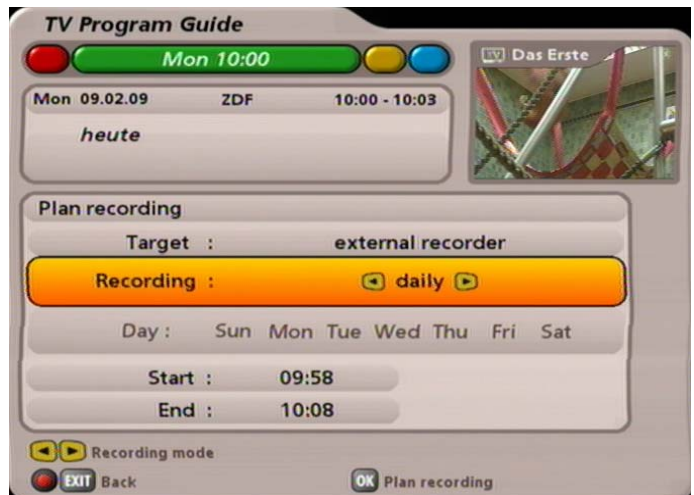 TV Program Guide
Mon 10:00
TV Das Erste
Mon 09.02.09 ZDF 10:00 - 10:03
heute
Plan recording
Target : external recorder
Recording : daily
Day : Sun Mon Tue Wed Thu Fri Sat
Start : 09:58
End : 10:08
Recording mode
EXIT Back OK Plan recording